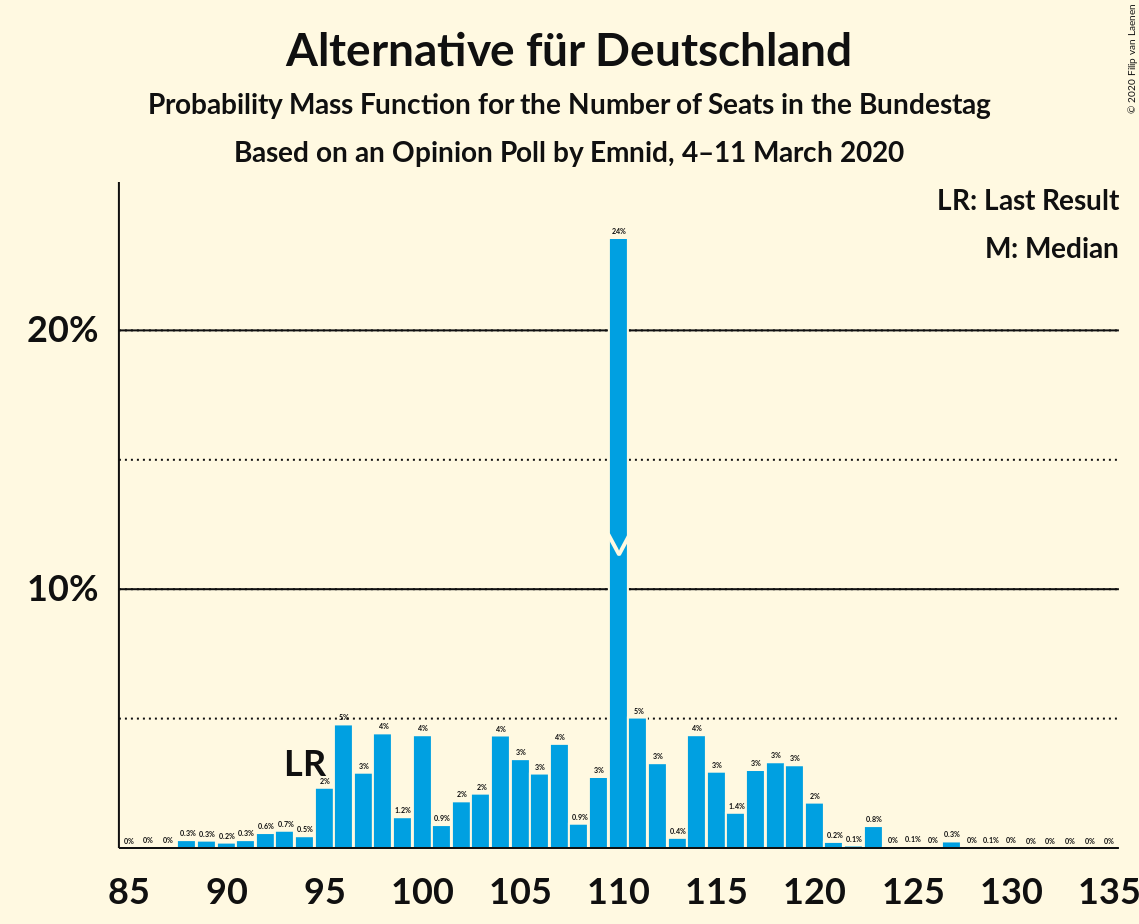 Alternative für Deutschland
Probability Mass Function for the Number of Seats in the Bundestag
Based on an Opinion Poll by Emnid, 4–11 March 2020
© 2020 Filip van Laenen
LR: Last Result
M: Median
24%
20%
10%
LR
0% 0% 0% 0.3% 0.3% 0.2% 0.3% 0.6% 0.7% 0.5% 2% 5% 3% 4% 1.2% 4% 0.9% 2% 2% 4% 3% 3% 4% 0.9% 3% 5% 3% 0.4% 4% 3% 1.4% 3% 3% 3% 2% 0.2% 0.1% 0.8% 0% 0.1% 0% 0.3% 0% 0.1% 0% 0% 0% 0% 0% 0%
85 90 95 100 105 110 115 120 125 130 135